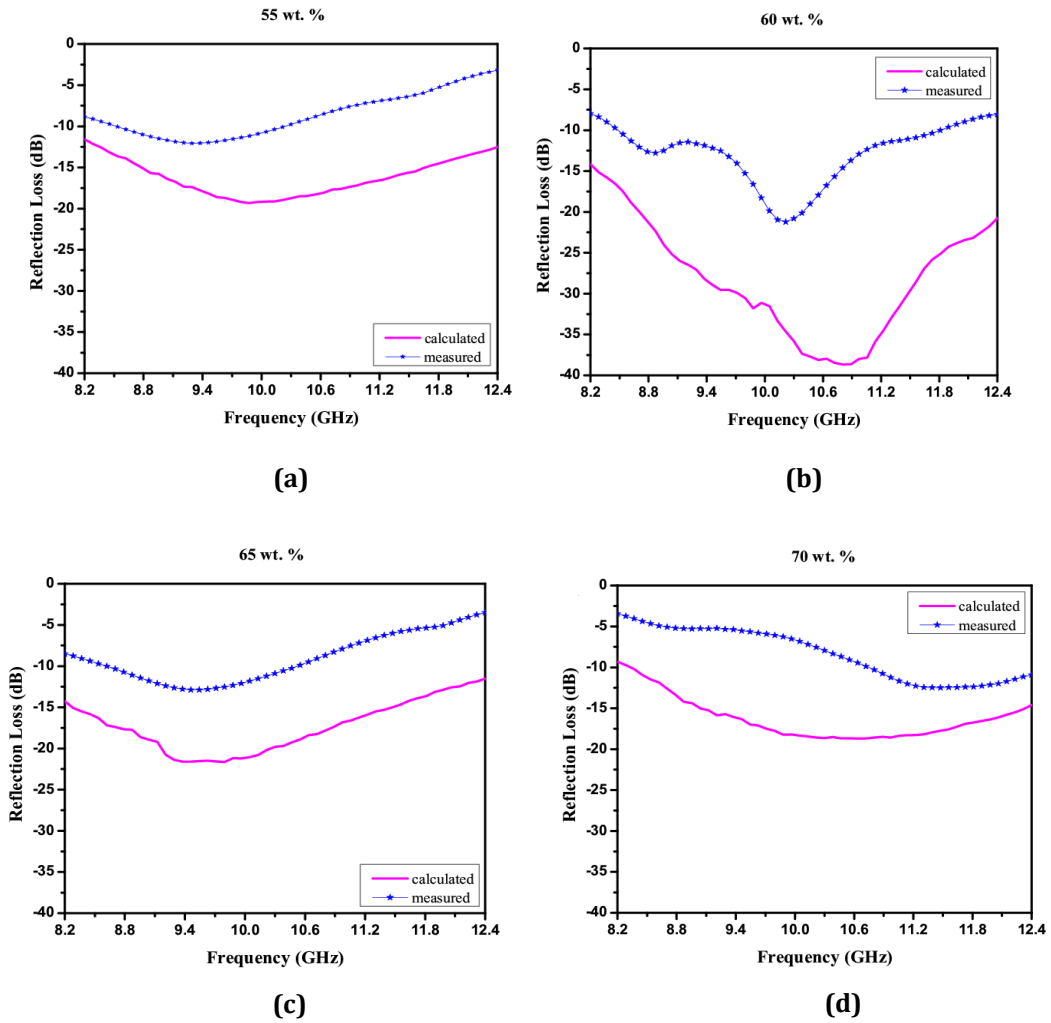 55 wt. %
0
-5
-10
-15
-20
-25
-30
-35
-40
Reflection Loss (dB)
calculated
measured
8.2 8.8 9.4 10.0 10.6 11.2 11.8 12.4
Frequency (GHz)
(a)
60 wt. %
0
-5
-10
-15
-20
-25
-30
-35
-40
Reflection Loss (dB)
calculated
measured
8.2 8.8 9.4 10.0 10.6 11.2 11.8 12.4
Frequency (GHz)
(b)
65 wt. %
0
-5
-10
-15
-20
-25
-30
-35
-40
Reflection Loss (dB)
calculated
measured
8.2 8.8 9.4 10.0 10.6 11.2 11.8 12.4
Frequency (GHz)
(c)
70 wt. %
0
-5
-10
-15
-20
-25
-30
-35
-40
Reflection Loss (dB)
calculated
measured
8.2 8.8 9.4 10.0 10.6 11.2 11.8 12.4
Frequency (GHz)
(d)